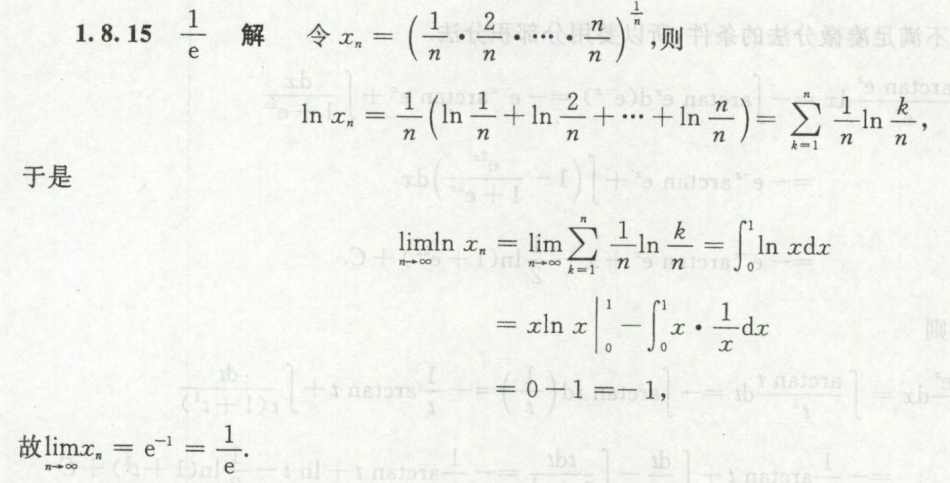 1.8.15 $\frac{1}{\mathrm{e}}$ 解 令 $x_n = \left(\frac{1}{n} \cdot \frac{2}{n} \cdot \cdots \cdot \frac{n}{n}\right)^{\frac{1}{n}}$,则
$\ln x_n = \frac{1}{n}\left(\ln\frac{1}{n} + \ln\frac{2}{n} + \cdots + \ln\frac{n}{n}\right) = \sum_{k=1}^{n} \frac{1}{n}\ln\frac{k}{n}$,
于是
$\lim_{n\to\infty} \ln x_n = \lim_{n\to\infty} \sum_{k=1}^{n} \frac{1}{n}\ln\frac{k}{n} = \int_0^1 \ln x \mathrm{d}x$
$= x\ln x \Big|_0^1 - \int_0^1 x \cdot \frac{1}{x}\mathrm{d}x$
$= 0 - 1 = -1$,
故$\lim_{n\to\infty} x_n = \mathrm{e}^{-1} = \frac{1}{\mathrm{e}}$.